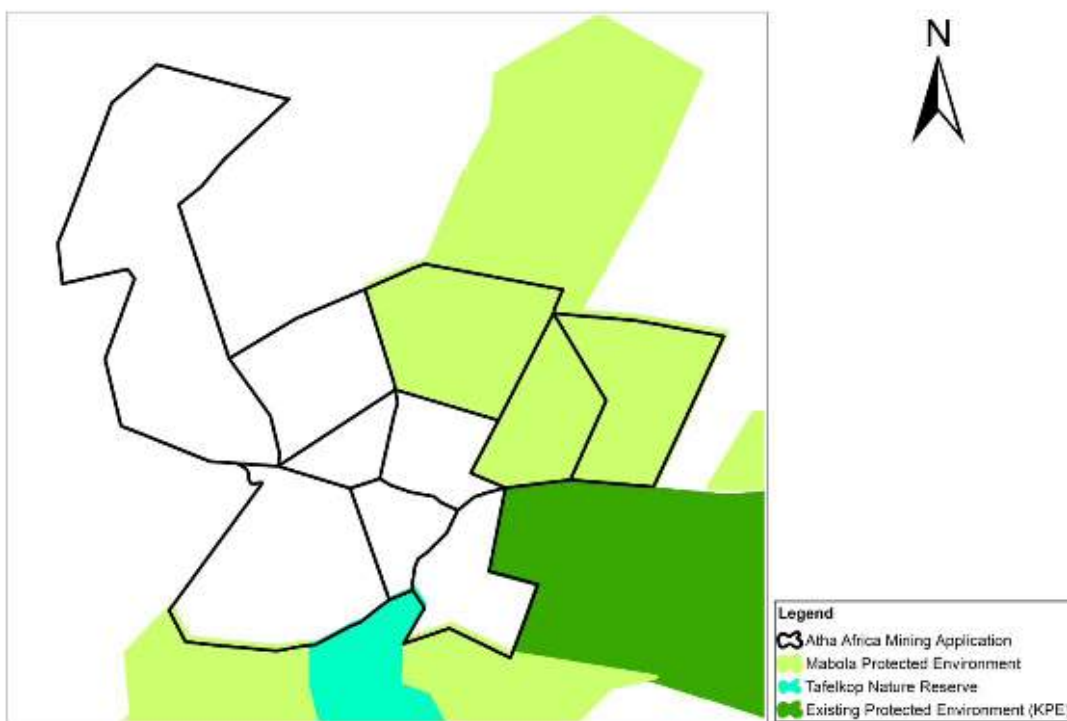 N
Legend
Atha Africa Mining Application
Mabola Protected Environment
Tafelkop Nature Reserve
Existing Protected Environment (KPE)